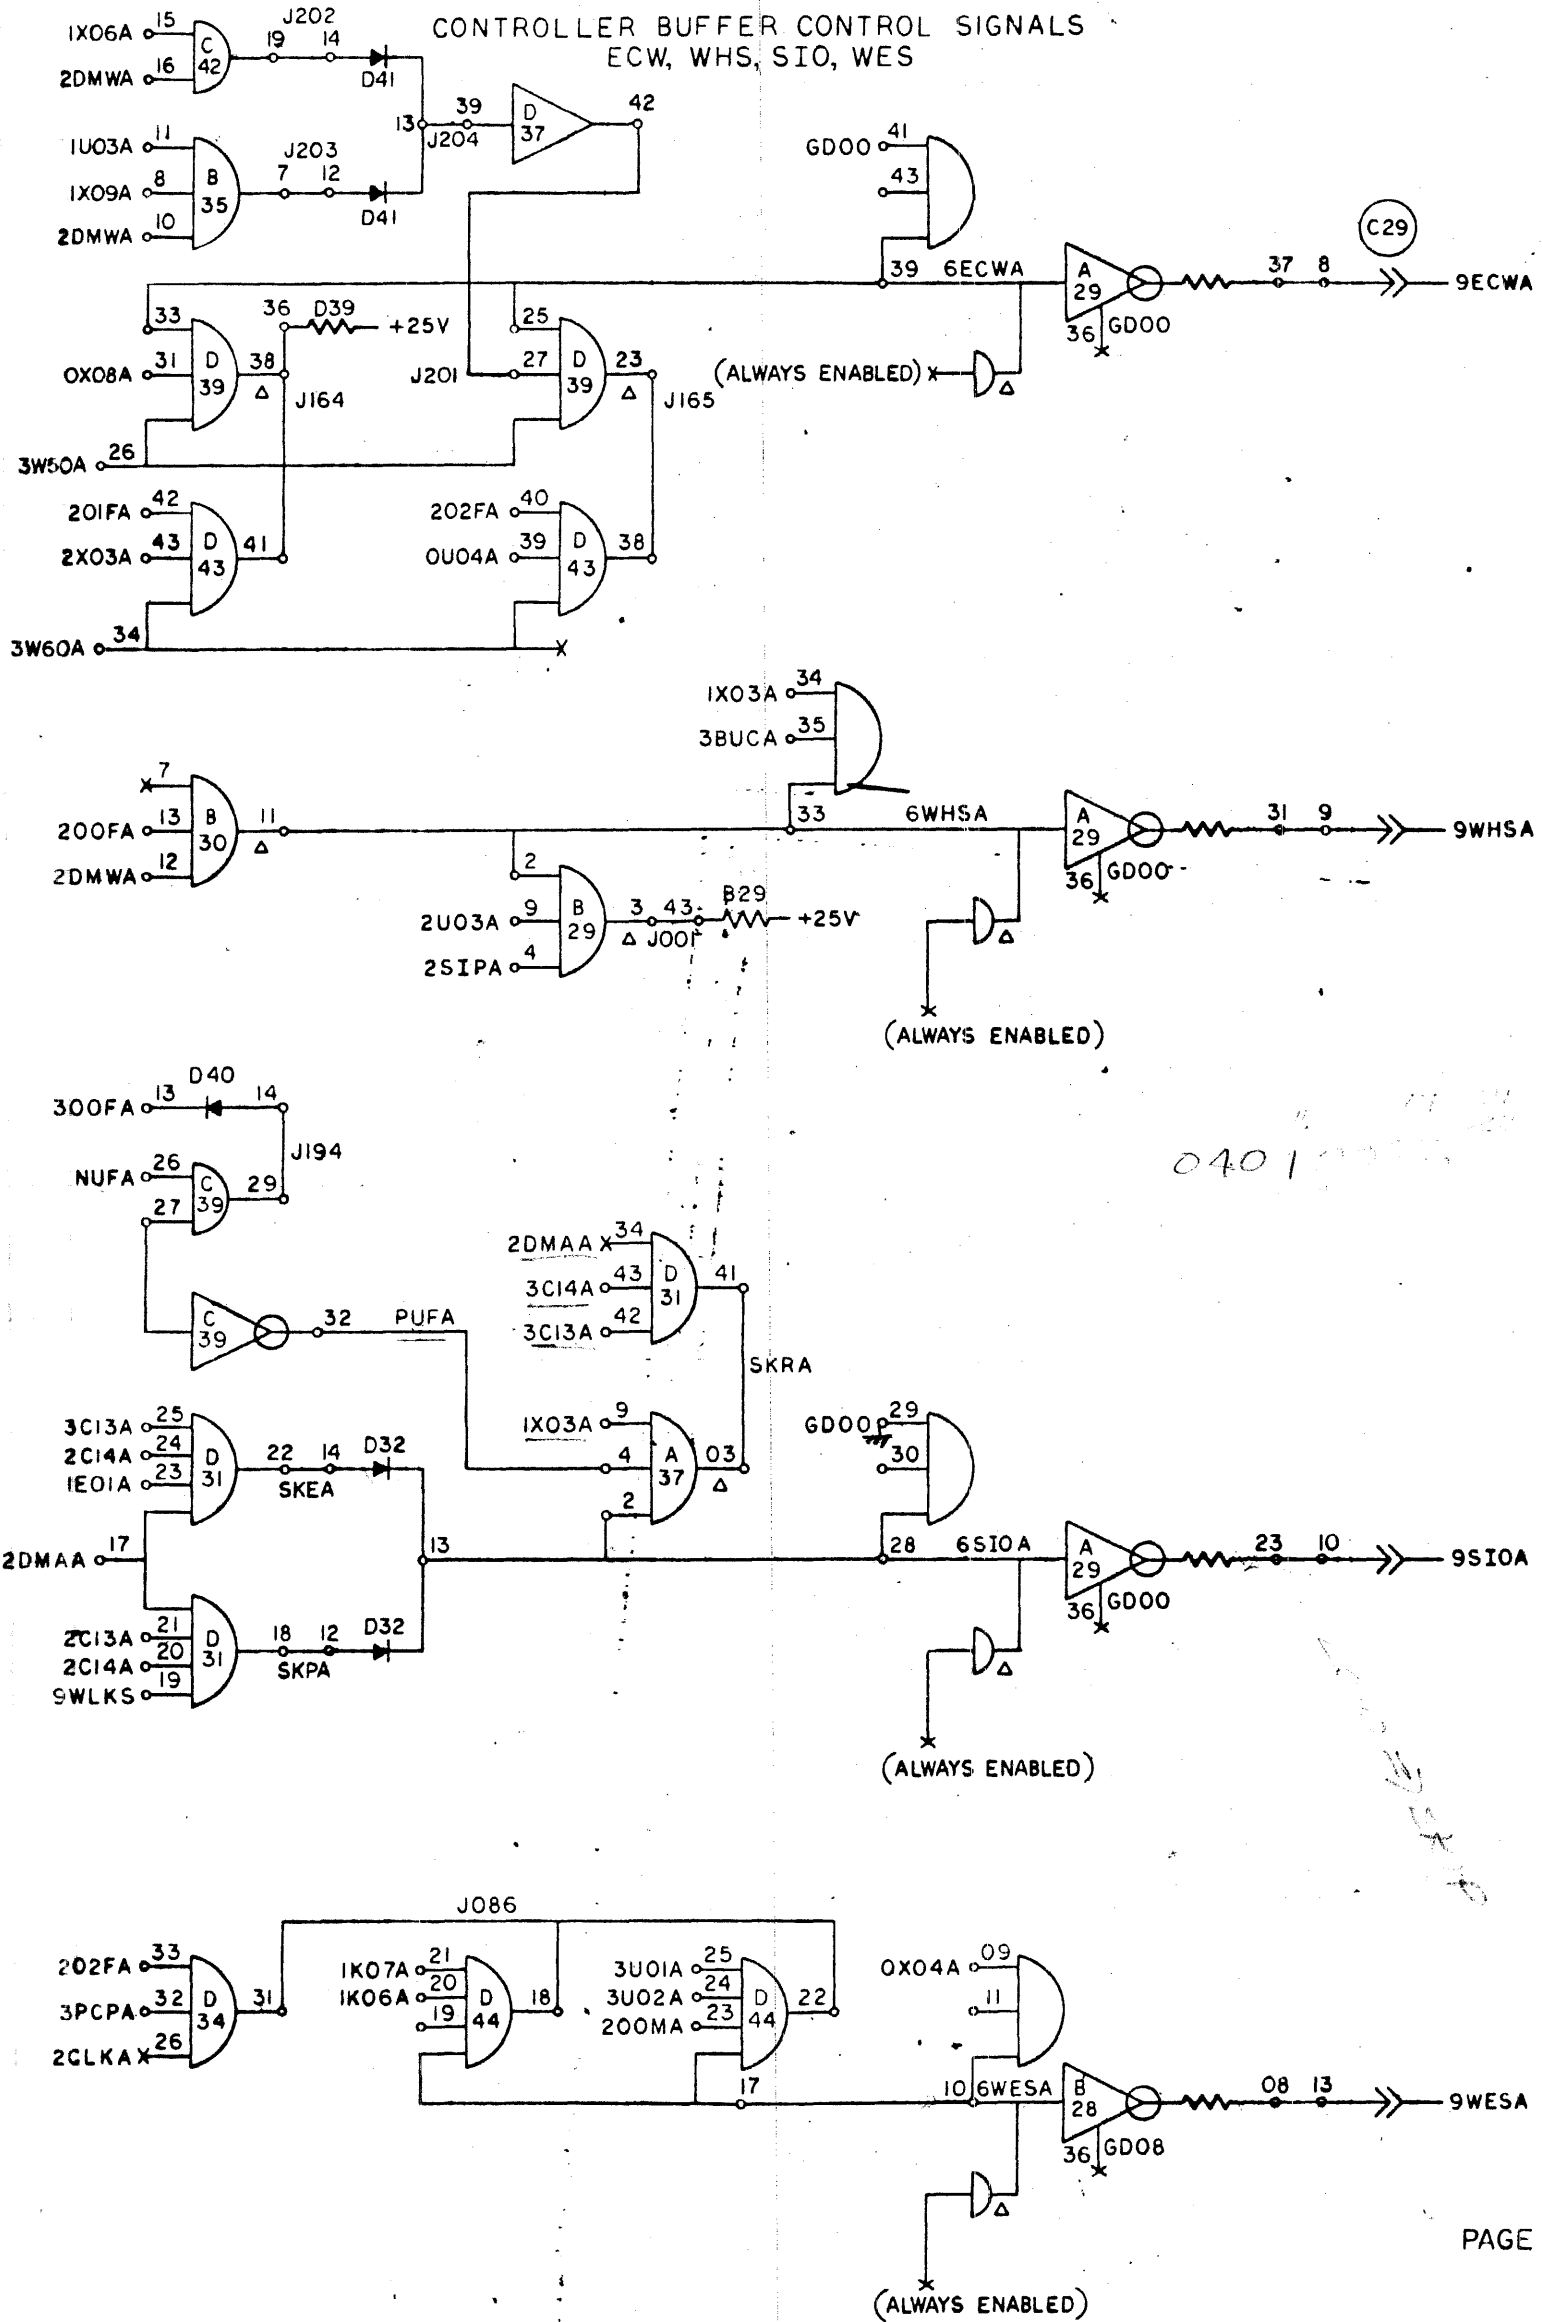 CONTROLLER BUFFER CONTROL SIGNALS
ECW, WHS, SIO, WES
1X06A 15
2DMWA 16
C 42
J202
19 14
D41
1U03A 11
1X09A 8
2DMWA 10
B 35
J203
7 12
D41
13 39
J204
D 37
42
GD00 41
43
C29
39 6ECWA
A 29
36 GD00
37 8
9ECWA
33
0X08A 31
D 39
38
Δ
36 D39 +25V
J164
25
J201 27
D 39
23
Δ
J165
(ALWAYS ENABLED)
Δ
3W50A 26
201FA 42
2X03A 43
D 43
41
202FA 40
0U04A 39
D 43
38
3W60A 34
1X03A 34
3BUCA 35
7
200FA 13
2DMWA 12
B 30
11
Δ
33 6WHSA
A 29
36 GD00
31 9
9WHSA
2
2U03A 9
2SIPA 4
B 29
3 43
Δ J001
B29
+25V
Δ
(ALWAYS ENABLED)
300FA 13 D40 14
J194
NUFA 26
27
C 39
29
0401
C 39
32 PUFA
2DMAA 34
3C14A 43
3C13A 42
D 31
41
SKRA
1X03A 9
4
2
A 37
03
Δ
GD00 29
30
3C13A 25
2C14A 24
1E01A 23
D 31
22 14 D32
SKEA
2DMAA 17
13
28 6SIOA
A 29
36 GD00
23 10
9SIOA
2C13A 21
2C14A 20
9WLKS 19
D 31
18 12 D32
SKPA
Δ
(ALWAYS ENABLED)
J086
202FA 33
3PCPA 32
2CLKA 26
D 34
31
1K07A 21
1K06A 20
19
D 44
18
3U01A 25
3U02A 24
200MA 23
D 44
22
0X04A 09
11
17
10 6WESA
B 28
36 GD08
08 13
9WESA
Δ
(ALWAYS ENABLED)
PAGE